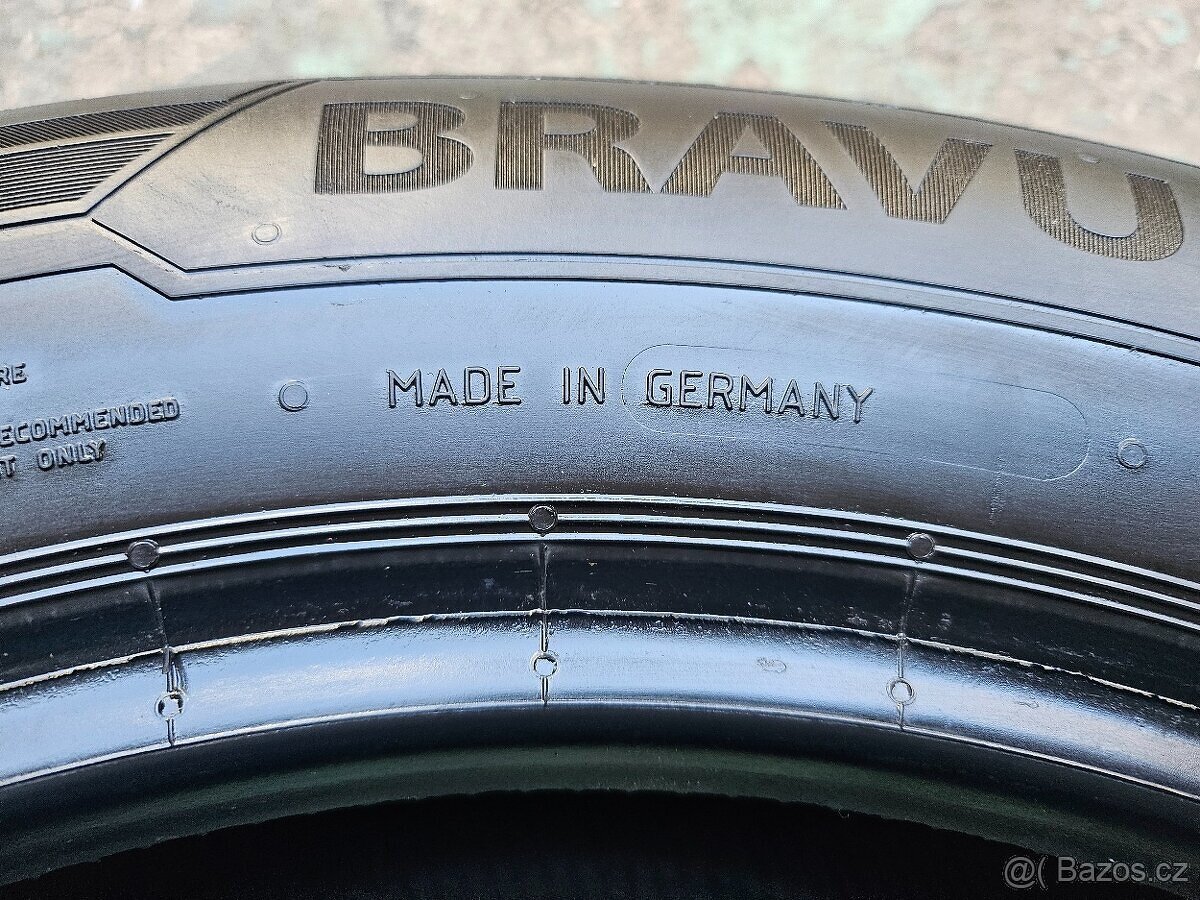 BRAVU
RE
ECOMMENDED
T ONLY
MADE IN GERMANY
@( Bazos.cz